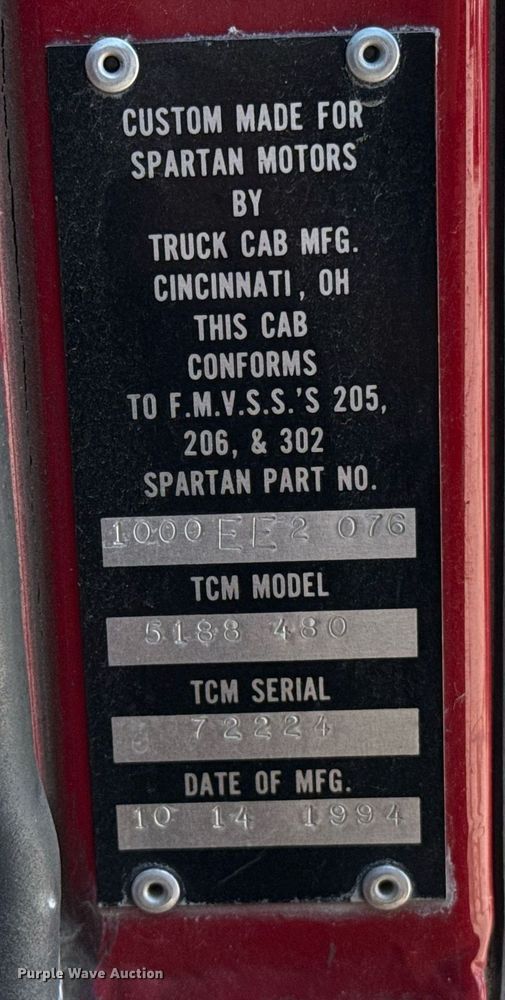 CUSTOM MADE FOR
SPARTAN MOTORS
BY
TRUCK CAB MFG.
CINCINNATI, OH
THIS CAB
CONFORMS
TO F.M.V.S.S.'S 205,
206, & 302
SPARTAN PART NO.
1000 EE2 076
TCM MODEL
5188 480
TCM SERIAL
72224
DATE OF MFG.
10 14 1994
Purple Wave Auction